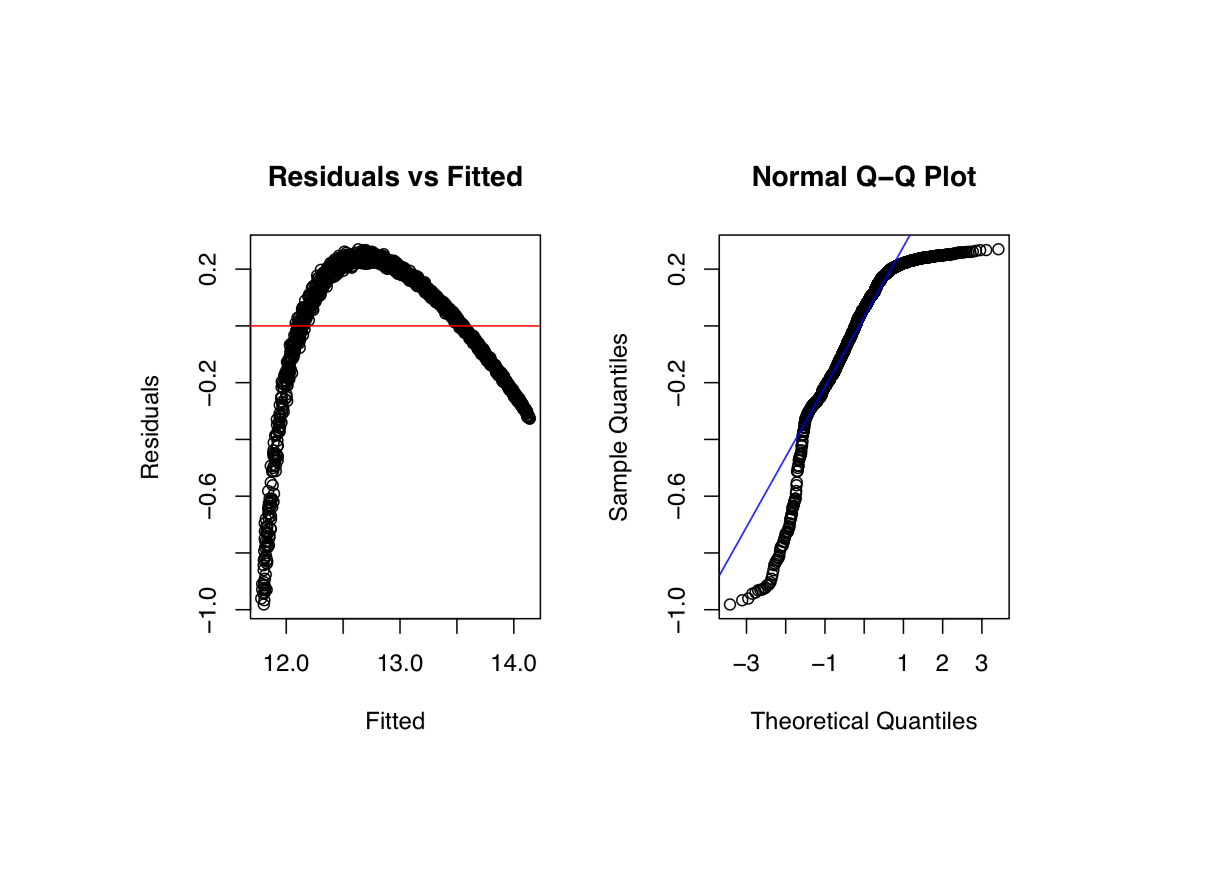 Residuals vs Fitted
Residuals
0.2
−0.2
−0.6
−1.0
12.0 13.0 14.0
Fitted
Normal Q−Q Plot
Sample Quantiles
0.2
−0.2
−0.6
−1.0
−3 −1 1 2 3
Theoretical Quantiles